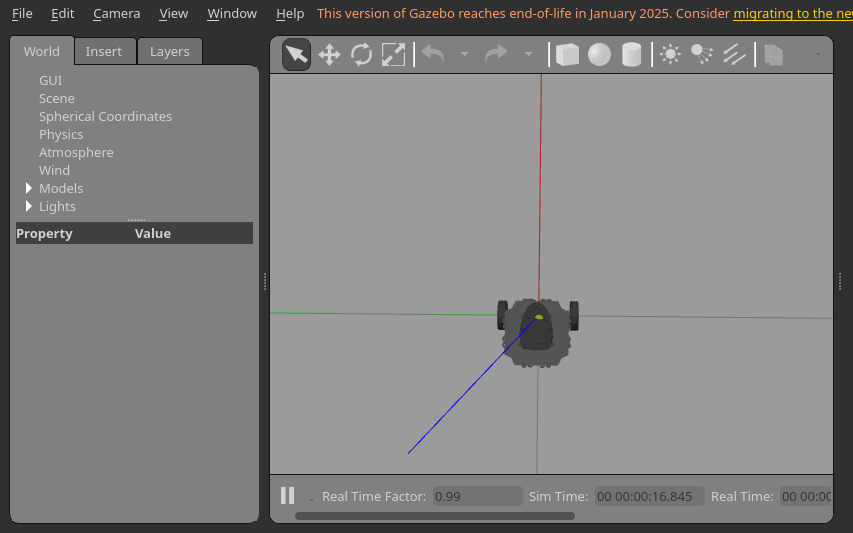 File Edit Camera View Window Help This version of Gazebo reaches end-of-life in January 2025. Consider migrating to the
World Insert Layers
GUI
Scene
Spherical Coordinates
Physics
Atmosphere
Wind
Models
Lights
Property Value
Real Time Factor: 0.99 Sim Time: 00 00:00:16.845 Real Time: 00 00:00